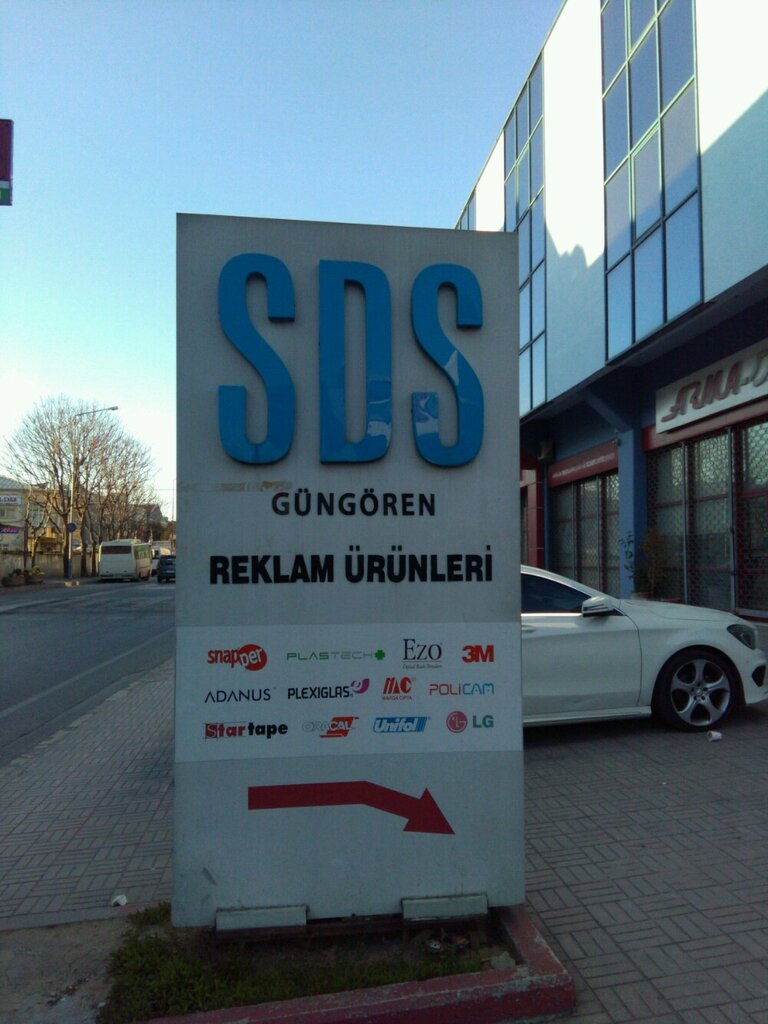 SDS
GÜNGÖREN
REKLAM ÜRÜNLERİ
snapper PLASTECH Ezo 3M
ADANUS PLEXIGLAS MC POLiCAM
Startape ORACAL Unifol LG